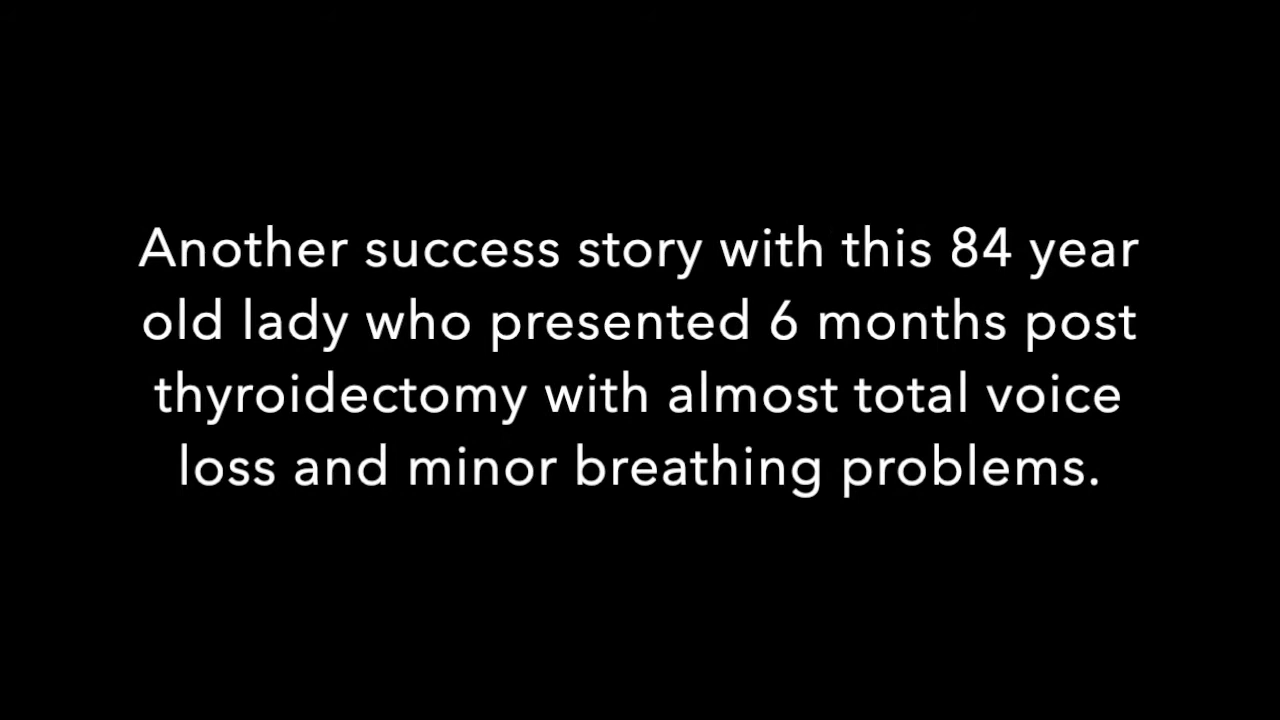 Another success story with this 84 year
old lady who presented 6 months post
thyroidectomy with almost total voice
loss and minor breathing problems.